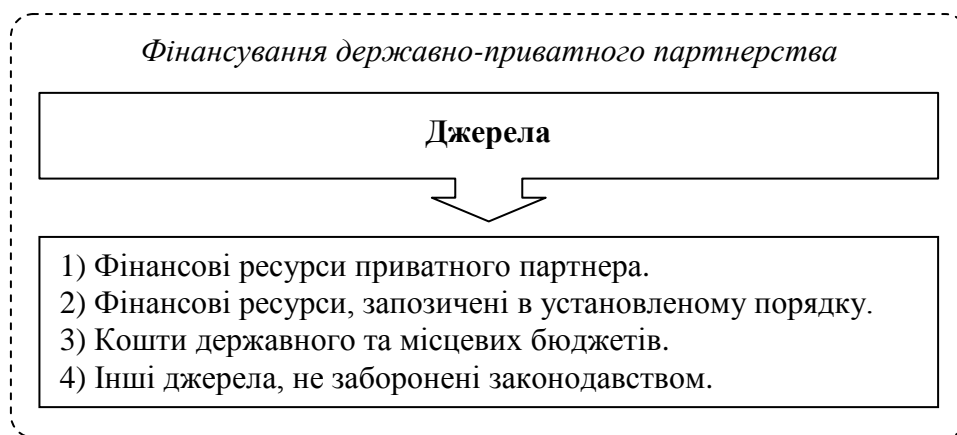 Фінансування державно-приватного партнерства
Джерела
1) Фінансові ресурси приватного партнера.
2) Фінансові ресурси, запозичені в установленому порядку.
3) Кошти державного та місцевих бюджетів.
4) Інші джерела, не заборонені законодавством.